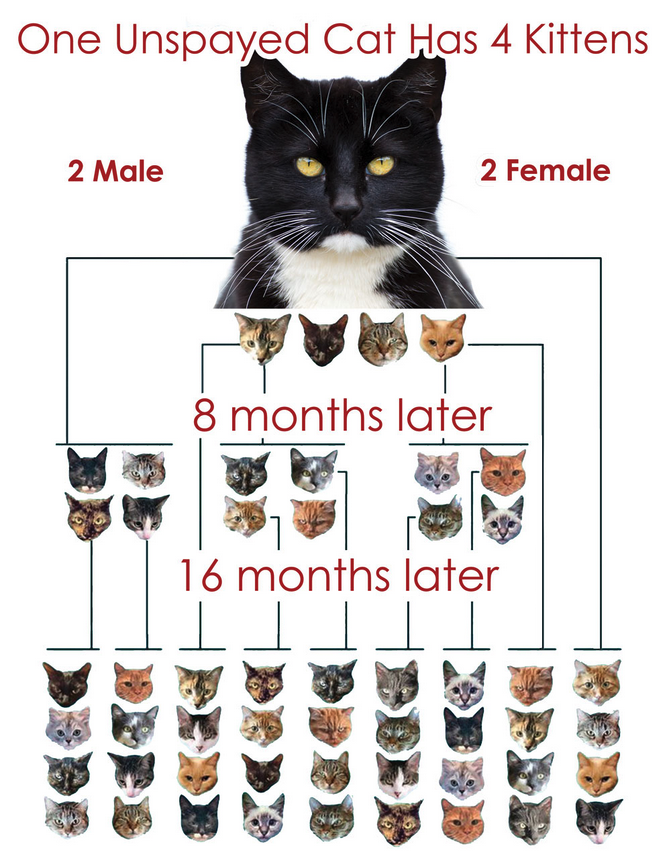 One Unspayed Cat Has 4 Kittens
2 Male
2 Female
8 months later
16 months later